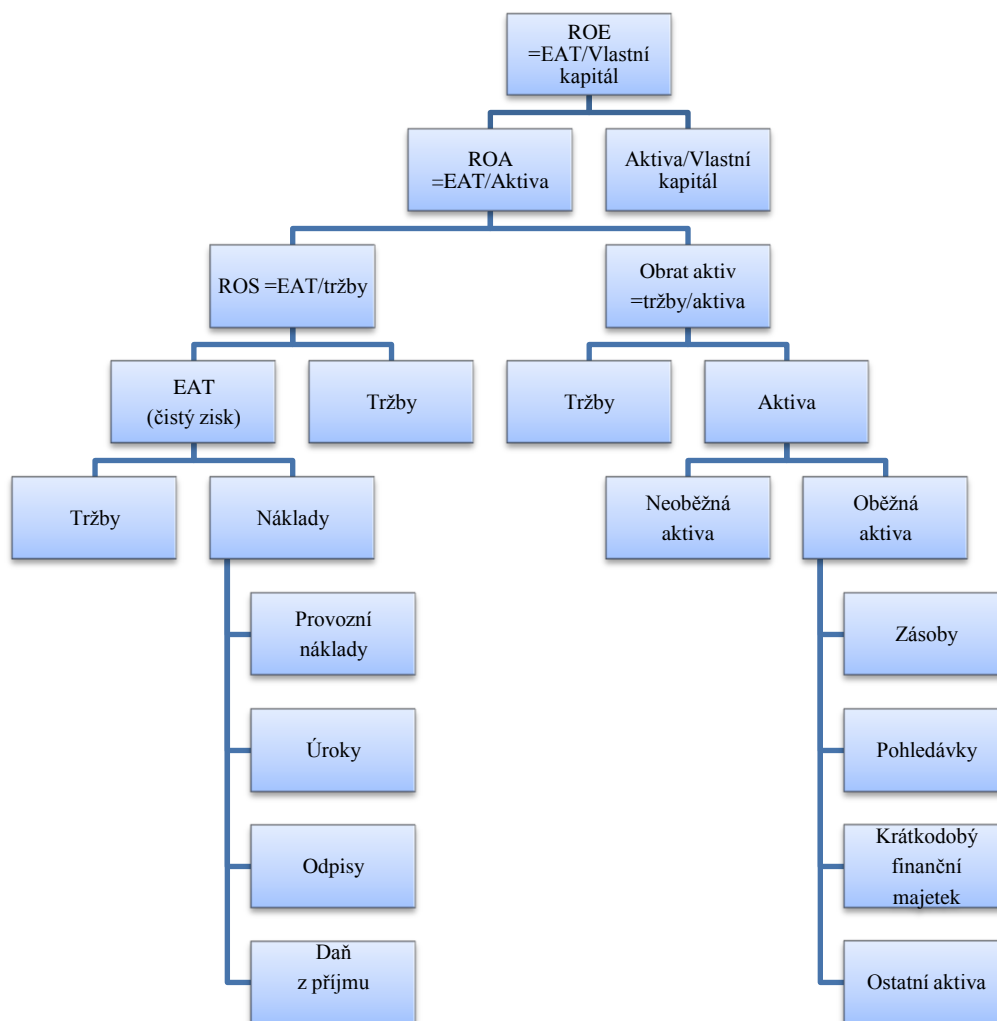 ROE
=EAT/Vlastní
kapitál
ROA
=EAT/Aktiva
Aktiva/Vlastní
kapitál
ROS =EAT/tržby
Obrat aktiv
=tržby/aktiva
EAT
(čistý zisk)
Tržby
Tržby
Aktiva
Tržby
Náklady
Neoběžná
aktiva
Oběžná
aktiva
Provozní
náklady
Zásoby
Úroky
Pohledávky
Odpisy
Krátkodobý
finanční
majetek
Daň
z příjmu
Ostatní aktiva